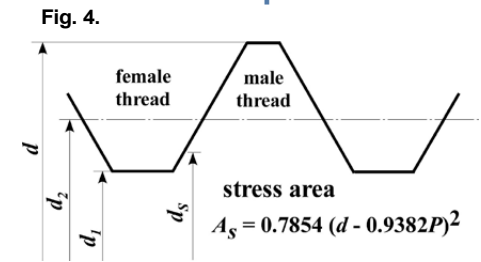 Fig. 4.
female
thread
male
thread
d
d₂
d₁
dₛ
stress area
Aₛ = 0.7854 (d - 0.9382P)²